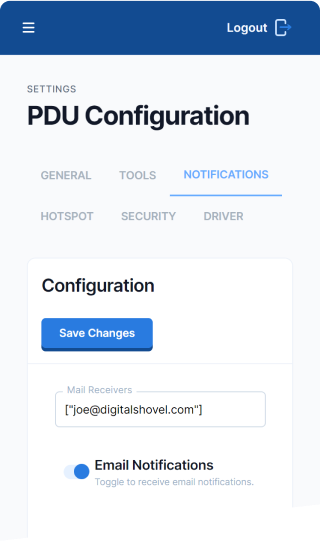 Logout
SETTINGS
PDU Configuration
GENERAL TOOLS NOTIFICATIONS
HOTSPOT SECURITY DRIVER
Configuration
Save Changes
Mail Receivers
["joe@digitalshovel.com"]
Email Notifications
Toggle to receive email notifications.